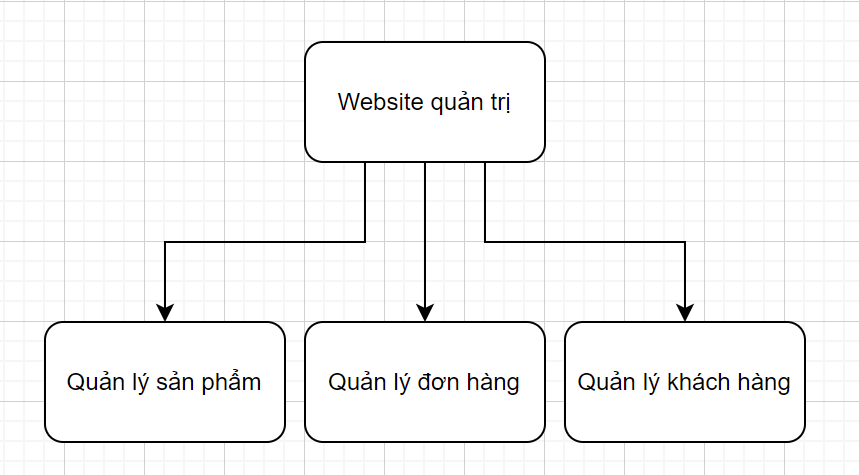 Website quản trị
Quản lý sản phẩm
Quản lý đơn hàng
Quản lý khách hàng